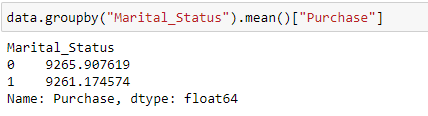 data.groupby("Marital_Status").mean()["Purchase"]
Marital_Status
0    9265.907619
1    9261.174574
Name: Purchase, dtype: float64